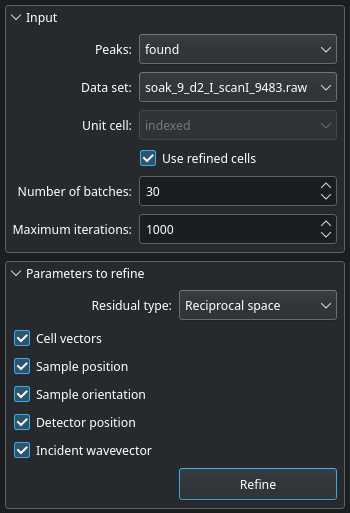 Input
Peaks: found
Data set: soak_9_d2_I_scanI_9483.raw
Unit cell: indexed
Use refined cells
Number of batches: 30
Maximum iterations: 1000
Parameters to refine
Residual type: Reciprocal space
Cell vectors
Sample position
Sample orientation
Detector position
Incident wavevector
Refine